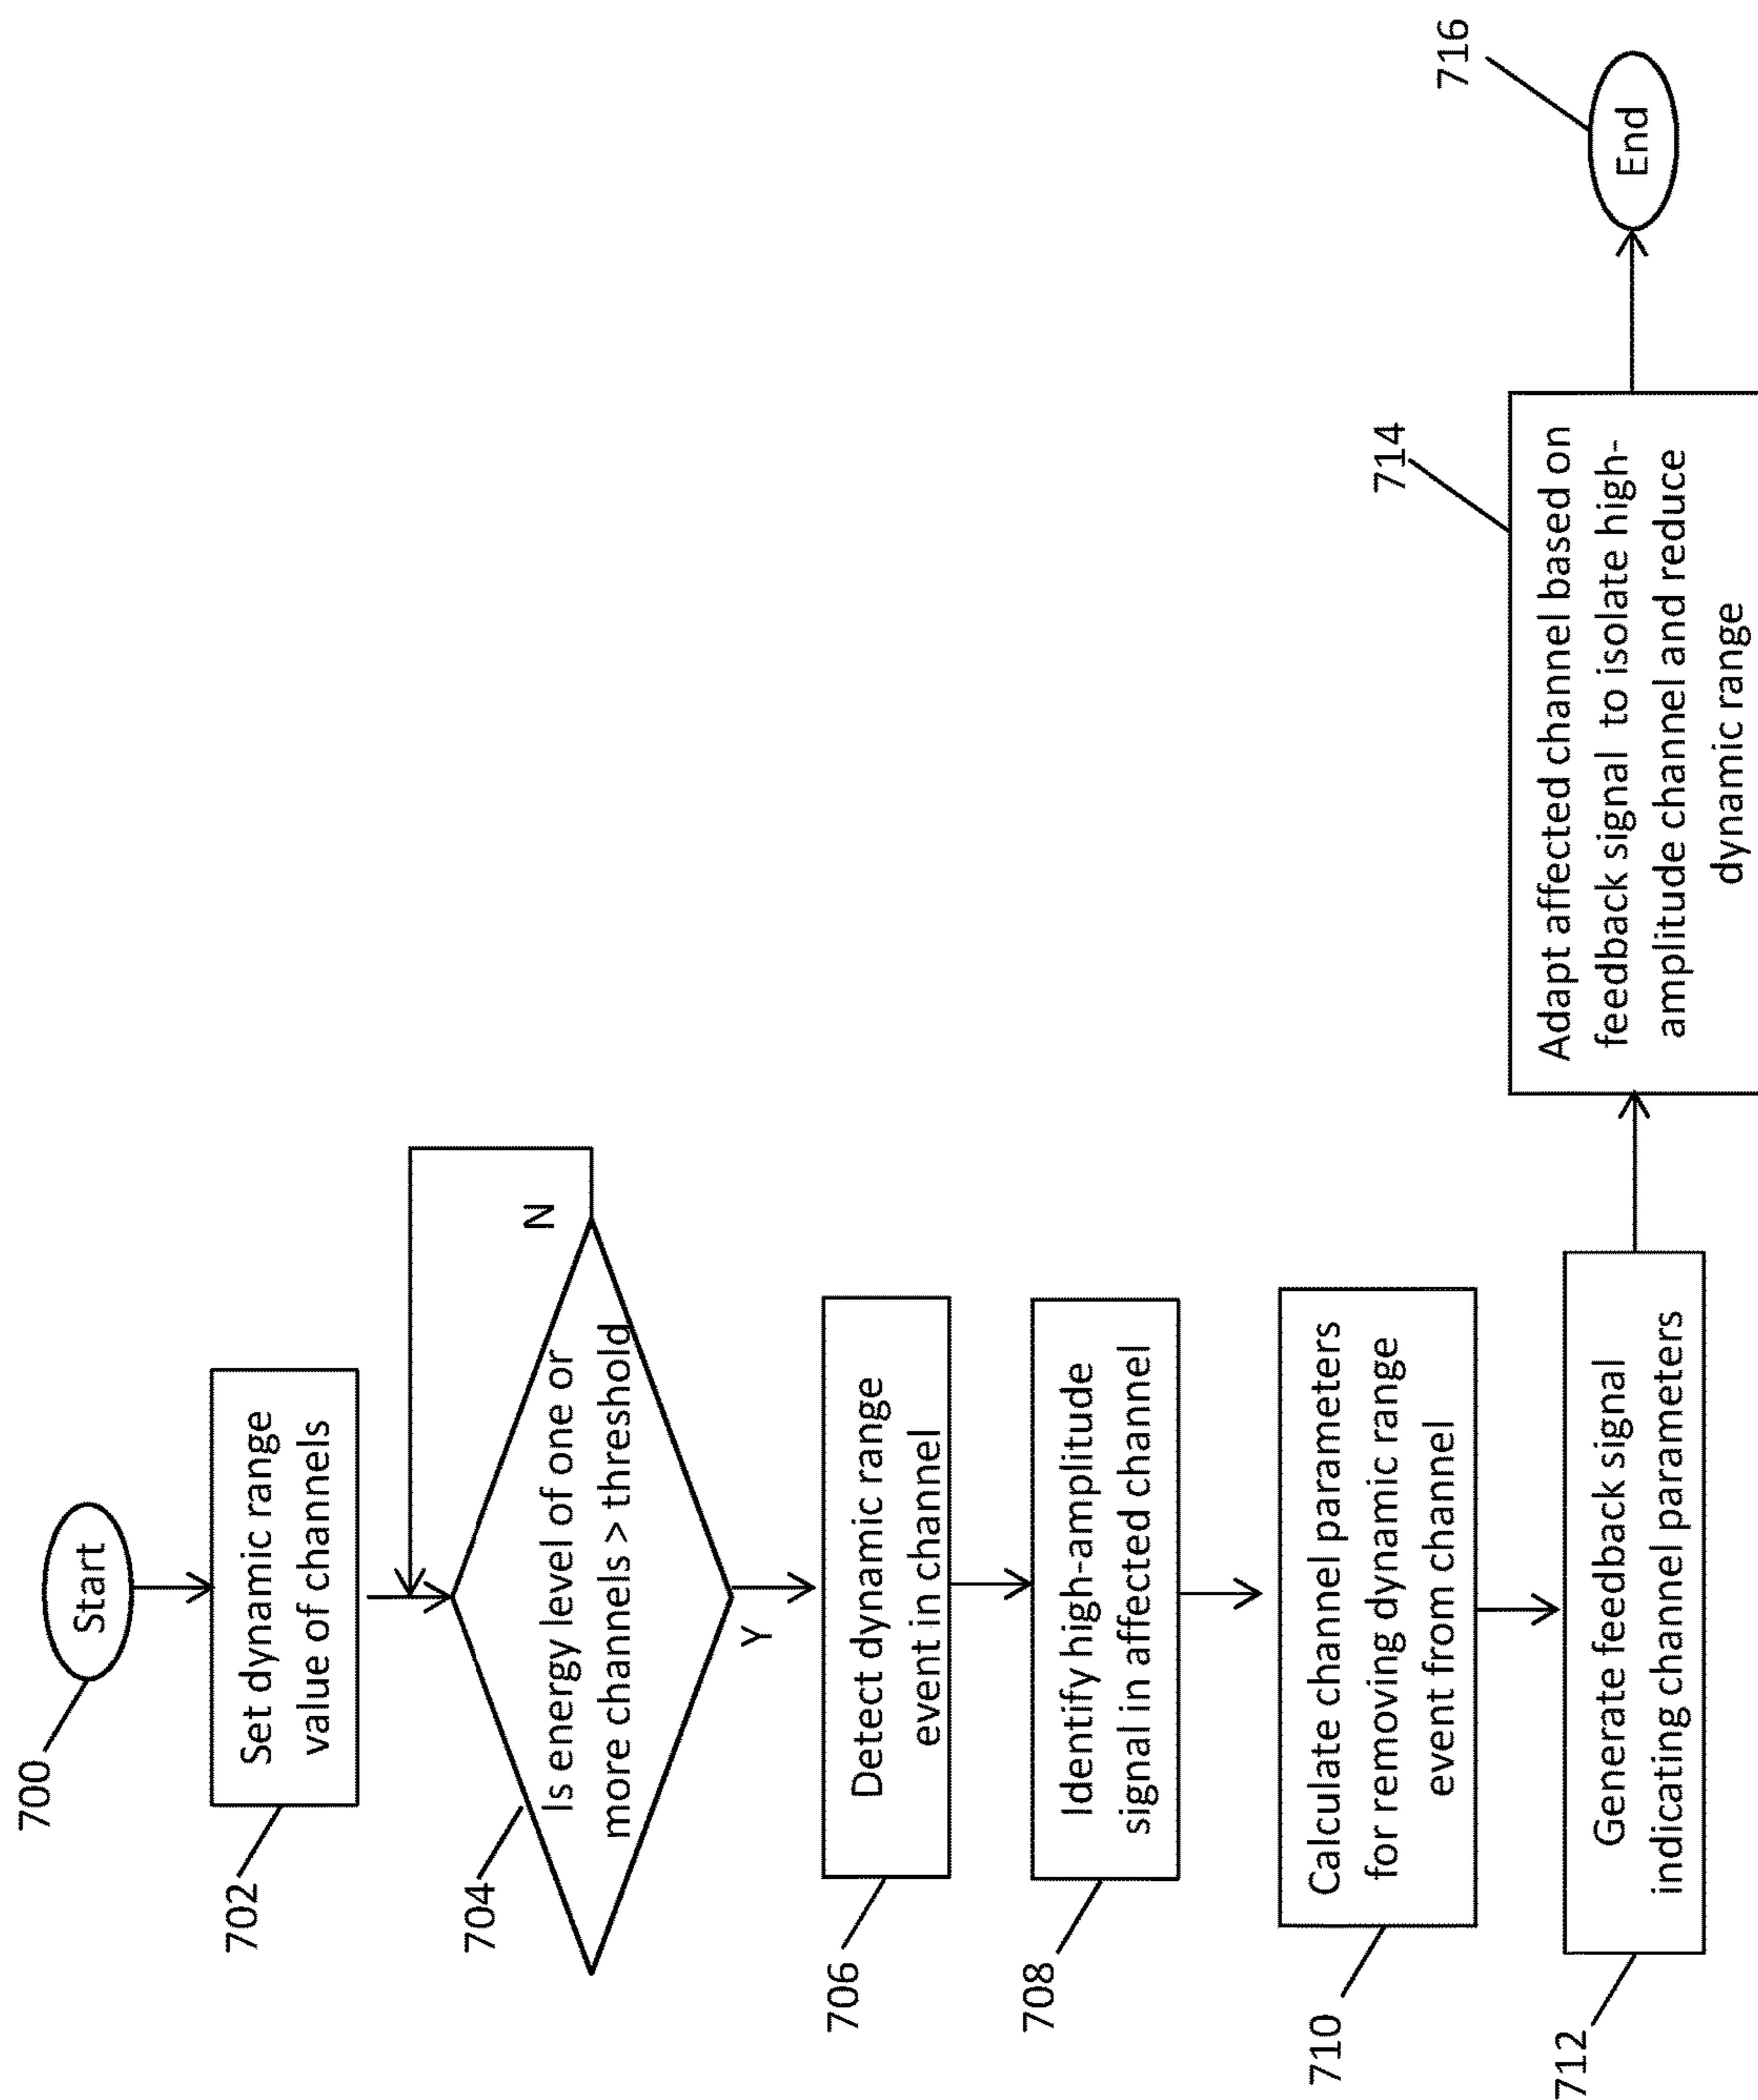 700
Start
702
Set dynamic range
value of channels
704
Is energy level of one or
more channels > threshold
N
Y
706
Detect dynamic range
event in channel
708
Identify high-amplitude
signal in affected channel
710
Calculate channel parameters
for removing dynamic range
event from channel
712
Generate feedback signal
indicating channel parameters
714
Adapt affected channel based on
feedback signal to isolate high-
amplitude channel and reduce
dynamic range
716
End